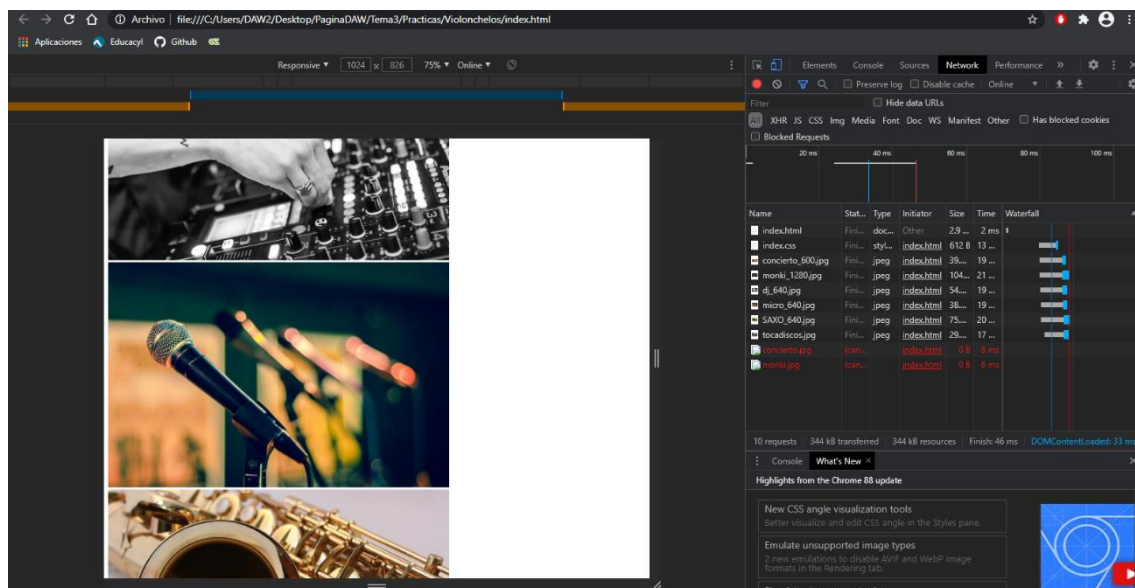 Archivo | file:///C:/Users/DAW2/Desktop/PaginaDAW/Tema3/Practicas/Violonchelos/index.html
Aplicaciones Educacyl Github
Responsive ▼ 1024 x 826 75% ▼ Online ▼
Elements Console Sources Network Performance »
Preserve log Disable cache Online ▼
Filter Hide data URLs
All XHR JS CSS Img Media Font Doc WS Manifest Other Has blocked cookies
Blocked Requests
20 ms 40 ms 60 ms 80 ms 100 ms
Name Stat... Type Initiator Size Time Waterfall
index.html Fini... doc... Other 2.9 ... 2 ms
index.css Fini... styl... index.html 612 B 13 ...
concierto_600.jpg Fini... jpeg index.html 39.... 19 ...
monki_1280.jpg Fini... jpeg index.html 104... 21 ...
dj_640.jpg Fini... jpeg index.html 54.... 19 ...
micro_640.jpg Fini... jpeg index.html 38.... 19 ...
SAXO_640.jpg Fini... jpeg index.html 75.... 20 ...
tocadiscos.jpg Fini... jpeg index.html 29.... 17 ...
concierto.jpg (can... index.html 0 B 8 ms
monki.jpg (can... index.html 0 B 6 ms
10 requests 344 kB transferred 344 kB resources Finish: 46 ms DOMContentLoaded: 33 ms
Console What's New ×
Highlights from the Chrome 88 update
New CSS angle visualization tools
Better visualize and edit CSS angle in the Styles pane.
Emulate unsupported image types
2 new emulations to disable AVIF and WebP image
formats in the Rendering tab.